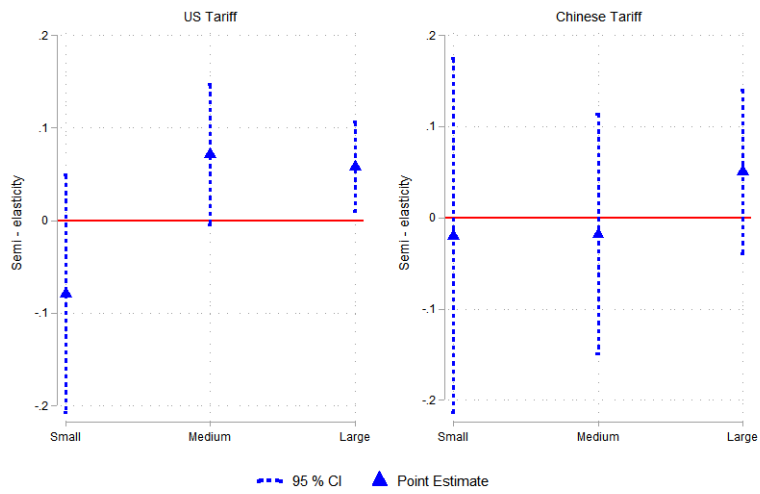 US Tariff
Semi - elasticity
.2
.1
0
-.1
-.2
Small Medium Large
Chinese Tariff
Semi - elasticity
.2
.1
0
-.1
-.2
Small Medium Large
95 % CI Point Estimate